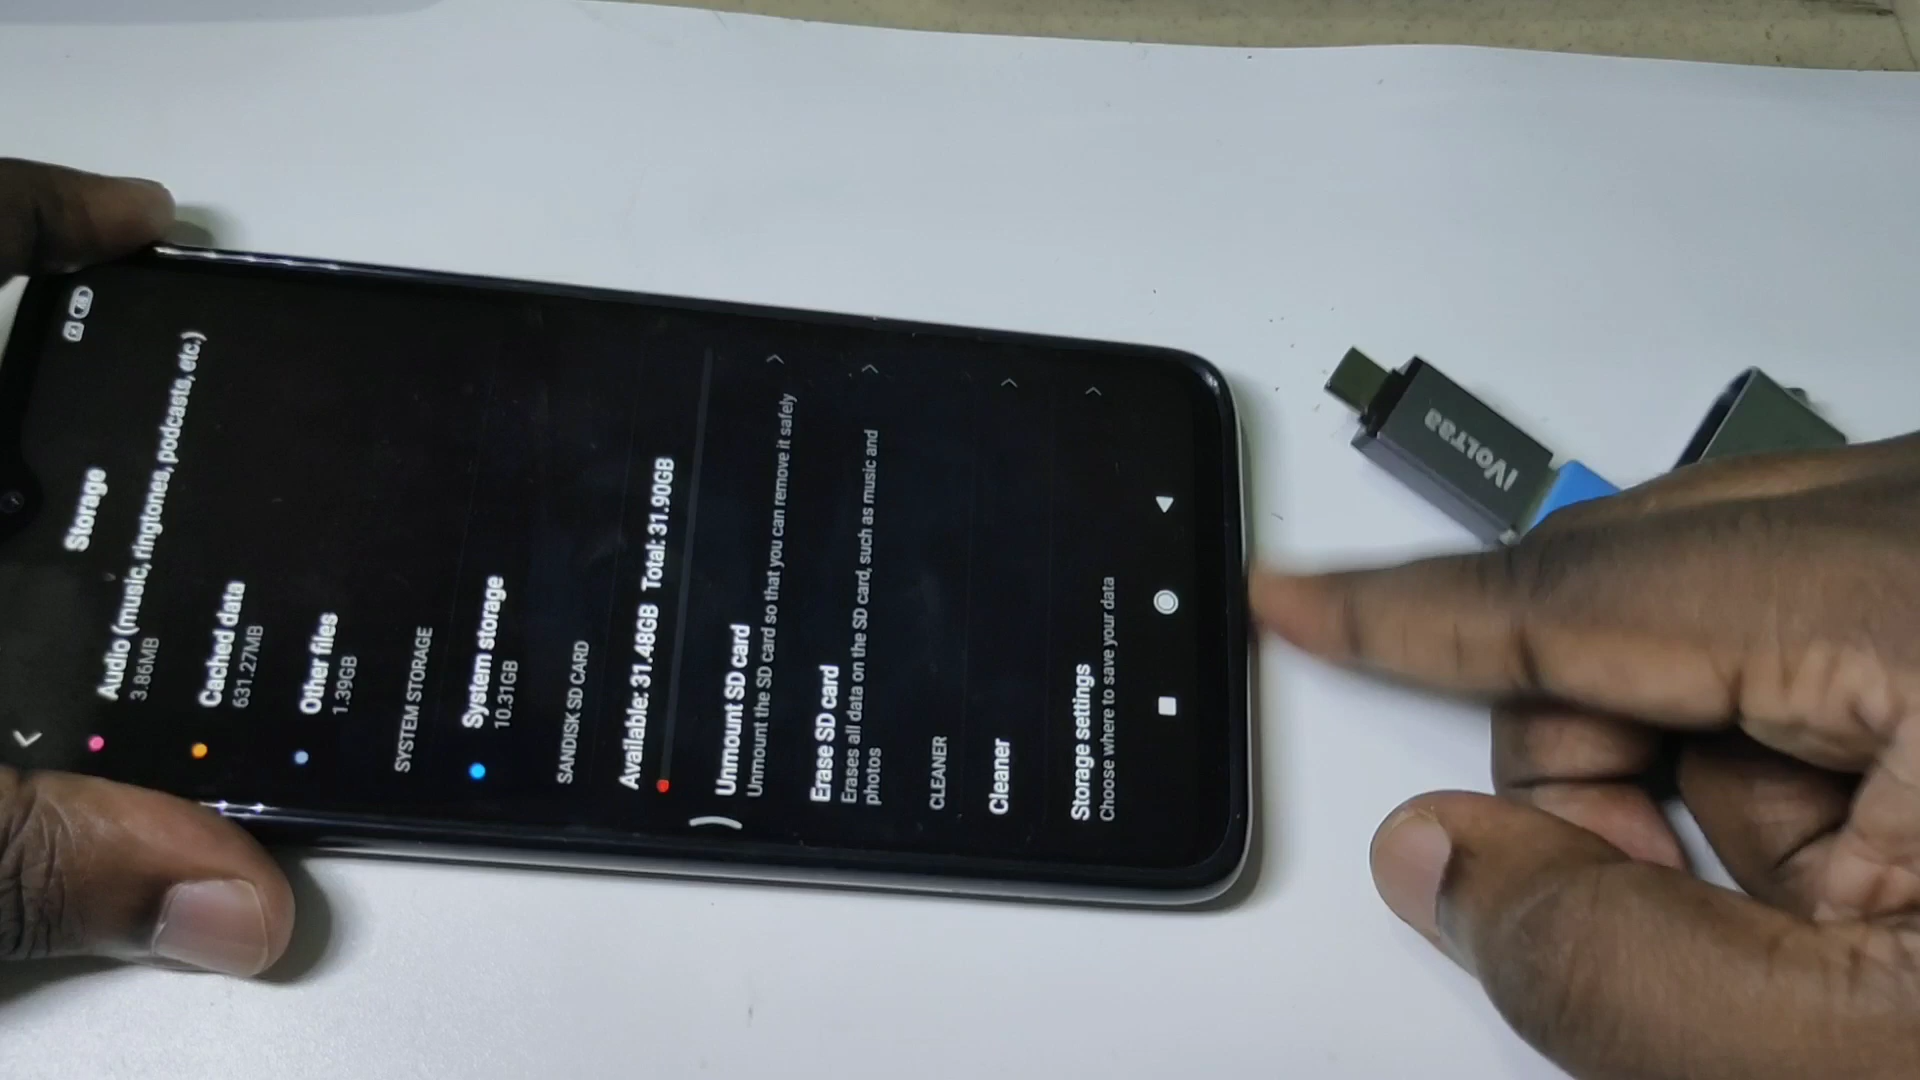 Storage
Audio (music, ringtones, podcasts, etc.)
3.86MB
Cached data
631.27MB
Other files
1.39GB
SYSTEM STORAGE
System storage
10.31GB
SANDISK SD CARD
Available: 31.48GB Total: 31.90GB
Unmount SD card
Unmount the SD card so that you can remove it safely
Erase SD card
Erases all data on the SD card, such as music and
photos
CLEANER
Cleaner
Storage settings
Choose where to save your data
iVOLTAA